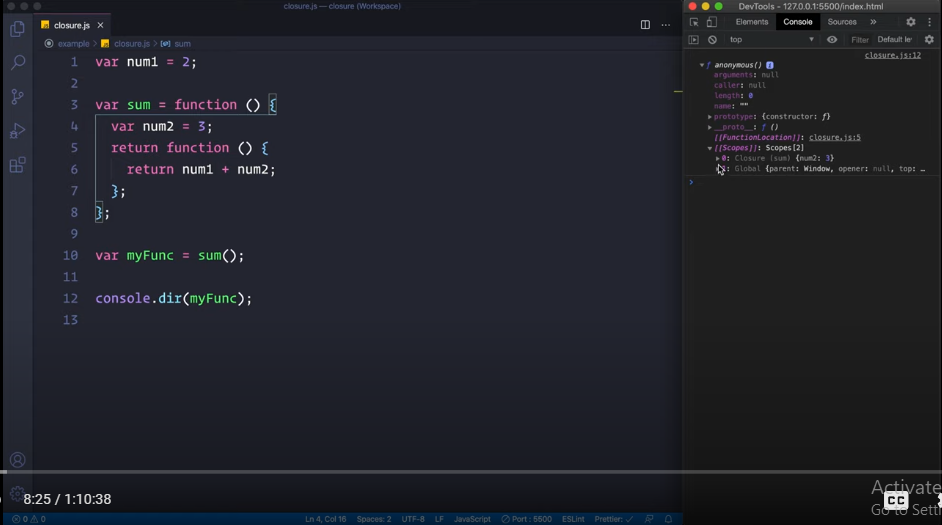 closure.js — closure (Workspace)
closure.js ×
example > closure.js > sum
1 var num1 = 2;
2
3 var sum = function () {
4 var num2 = 3;
5 return function () {
6 return num1 + num2;
7 };
8 };
9
10 var myFunc = sum();
11
12 console.dir(myFunc);
13
DevTools - 127.0.0.1:5500/index.html
Elements Console Sources »
top Filter Default le
closure.js:12
ƒ anonymous() i
arguments: null
caller: null
length: 0
name: ""
prototype: {constructor: ƒ}
__proto__: ƒ ()
[[FunctionLocation]]: closure.js:5
[[Scopes]]: Scopes[2]
0: Closure (sum) {num2: 3}
1: Global {parent: Window, opener: null, top: …
8:25 / 1:10:38
CC
Activate
Go to Setti
0 0
Ln 4, Col 16 Spaces: 2 UTF-8 LF JavaScript Port : 5500 ESLint Prettier: ✓